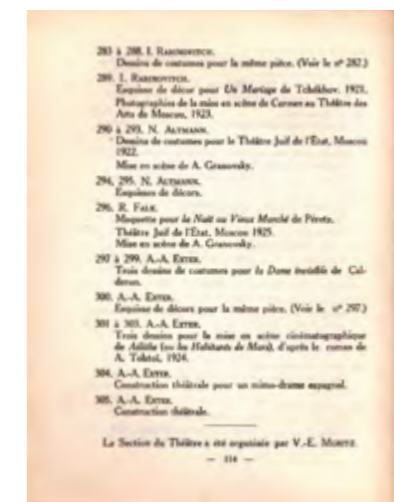 283 à 288. I. RABINOVITCH.
Dessins de costumes pour la même pièce. (Voir le nº 282.)
289. I. RABINOVITCH.
Esquisse de décor pour Un Mariage de Tchékhov. 1921.
Photographies de la mise en scène de Carmen au Théâtre des
Arts de Moscou, 1923.
290 à 293. N. ALTMANN.
Dessins de costumes pour le Théâtre Juif de l'État, Moscou
1922.
Mise en scène de A. Granovsky.
294, 295. N. ALTMANN.
Esquisses de décors.
296. R. FALK.
Maquette pour la Nuit au Vieux Marché de Péretz.
Théâtre Juif de l'État. Moscou 1925.
Mise en scène de A. Granovsky.
297 à 299. A.-A. EXTER.
Trois dessins de costumes pour la Dame invisible de Cal-
deron.
300. A.-A. EXTER.
Esquisse de décors pour la même pièce. (Voir le nº 297.)
301 à 303. A.-A. EXTER.
Trois dessins pour la mise en scène cinématographique
de Aélita (ou les Habitants de Mars), d'après le roman de
A. Tolstoï, 1924.
304. A.-A. EXTER.
Construction théâtrale pour un mimo-drame espagnol.
305. A.-A. EXTER.
Construction théâtrale.
La Section du Théâtre a été organisée par V.-E. MORITZ.
— 114 —